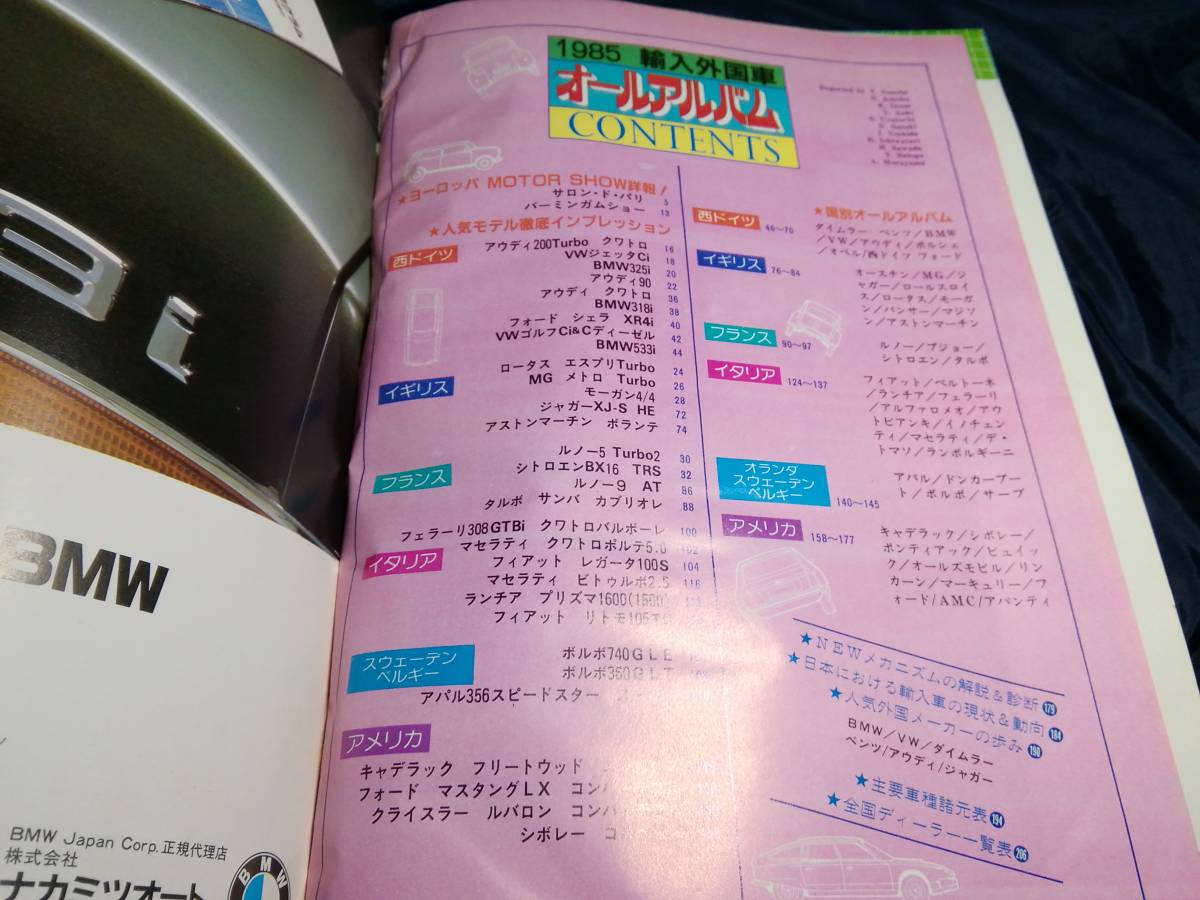 3i
BMW
BMW Japan Corp. 正規代理店
株式会社
ナカミツオート
BMW
1985 輸入外国車
オールアルバム
CONTENTS
Reported by
★ヨーロッパ MOTOR SHOW詳報!
サロン・ド・パリ 5
バーミンガムショー 13
★人気モデル徹底インプレッション
西ドイツ
アウディ200Turbo クワトロ 16
VWジェッタCi 18
BMW325i 20
アウディ90 22
アウディ クワトロ 36
BMW318i 38
フォード シェラ XR4i 40
VWゴルフCi&Cディーゼル 42
BMW533i 44
イギリス
ロータス エスプリTurbo 24
MG メトロ Turbo 26
モーガン4/4 28
ジャガーXJ-S HE 72
アストンマーチン ボランテ 74
フランス
ルノー5 Turbo2 30
シトロエンBX16 TRS 32
ルノー9 AT 86
タルボ サンバ カブリオレ 88
イタリア
フェラーリ308GTBi クワトロバルボーレ 100
マセラティ クワトロポルテ5.0 102
フィアット レガータ100S 104
マセラティ ビトゥルボ2.5 116
ランチア プリズマ1600(1500)
フィアット リトモ105TC
スウェーデン
ベルギー
ボルボ740GLE
ボルボ360GLT
アパル356スピードスター
アメリカ
キャデラック フリートウッド
フォード マスタングLX コンバ
クライスラー ルバロン コンバ
シボレー コル
★国別オールアルバム
西ドイツ 46〜70
ダイムラー ベンツ/BMW
/VW/アウディ/ポルシェ
/オペル/西ドイツ フォード
イギリス 76〜84
オースチン/MG/ジ
ャガー/ロールスロイ
ス/ロータス/モーガ
ン/パンサー/マジソ
ン/アストンマーチン
フランス 90〜97
ルノー/プジョー/
シトロエン/タルボ
イタリア 124〜137
フィアット/ベルトーネ
/ランチア/フェラーリ
/アルファロメオ/アウ
トビアンキ/イノチェン
ティ/マセラティ/デ・
トマソ/ランボルギーニ
オランダ
スウェーデン
ベルギー 140〜145
アパル/ドンカーブー
ト/ボルボ/サーブ
アメリカ 158〜177
キャデラック/シボレー/
ポンティアック/ビュイッ
ク/オールズモビル/リン
カーン/マーキュリー/フ
ォード/AMC/アバンティ
★NEWメカニズムの解説&診断 179
★日本における輸入車の現状&動向 184
★人気外国メーカーの歩み 190
BMW/VW/ダイムラー
ベンツ/アウディ/ジャガー
★主要車種諸元表 194
★全国ディーラー一覧表 206